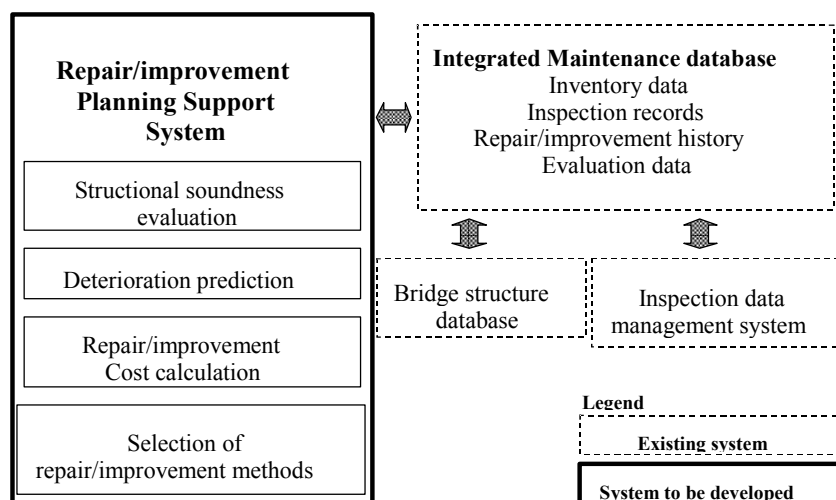 Repair/improvement
Planning Support
System
Structional soundness
evaluation
Deterioration prediction
Repair/improvement
Cost calculation
Selection of
repair/improvement methods
Integrated Maintenance database
Inventory data
Inspection records
Repair/improvement history
Evaluation data
Bridge structure
database
Inspection data
management system
Legend
Existing system
System to be developed